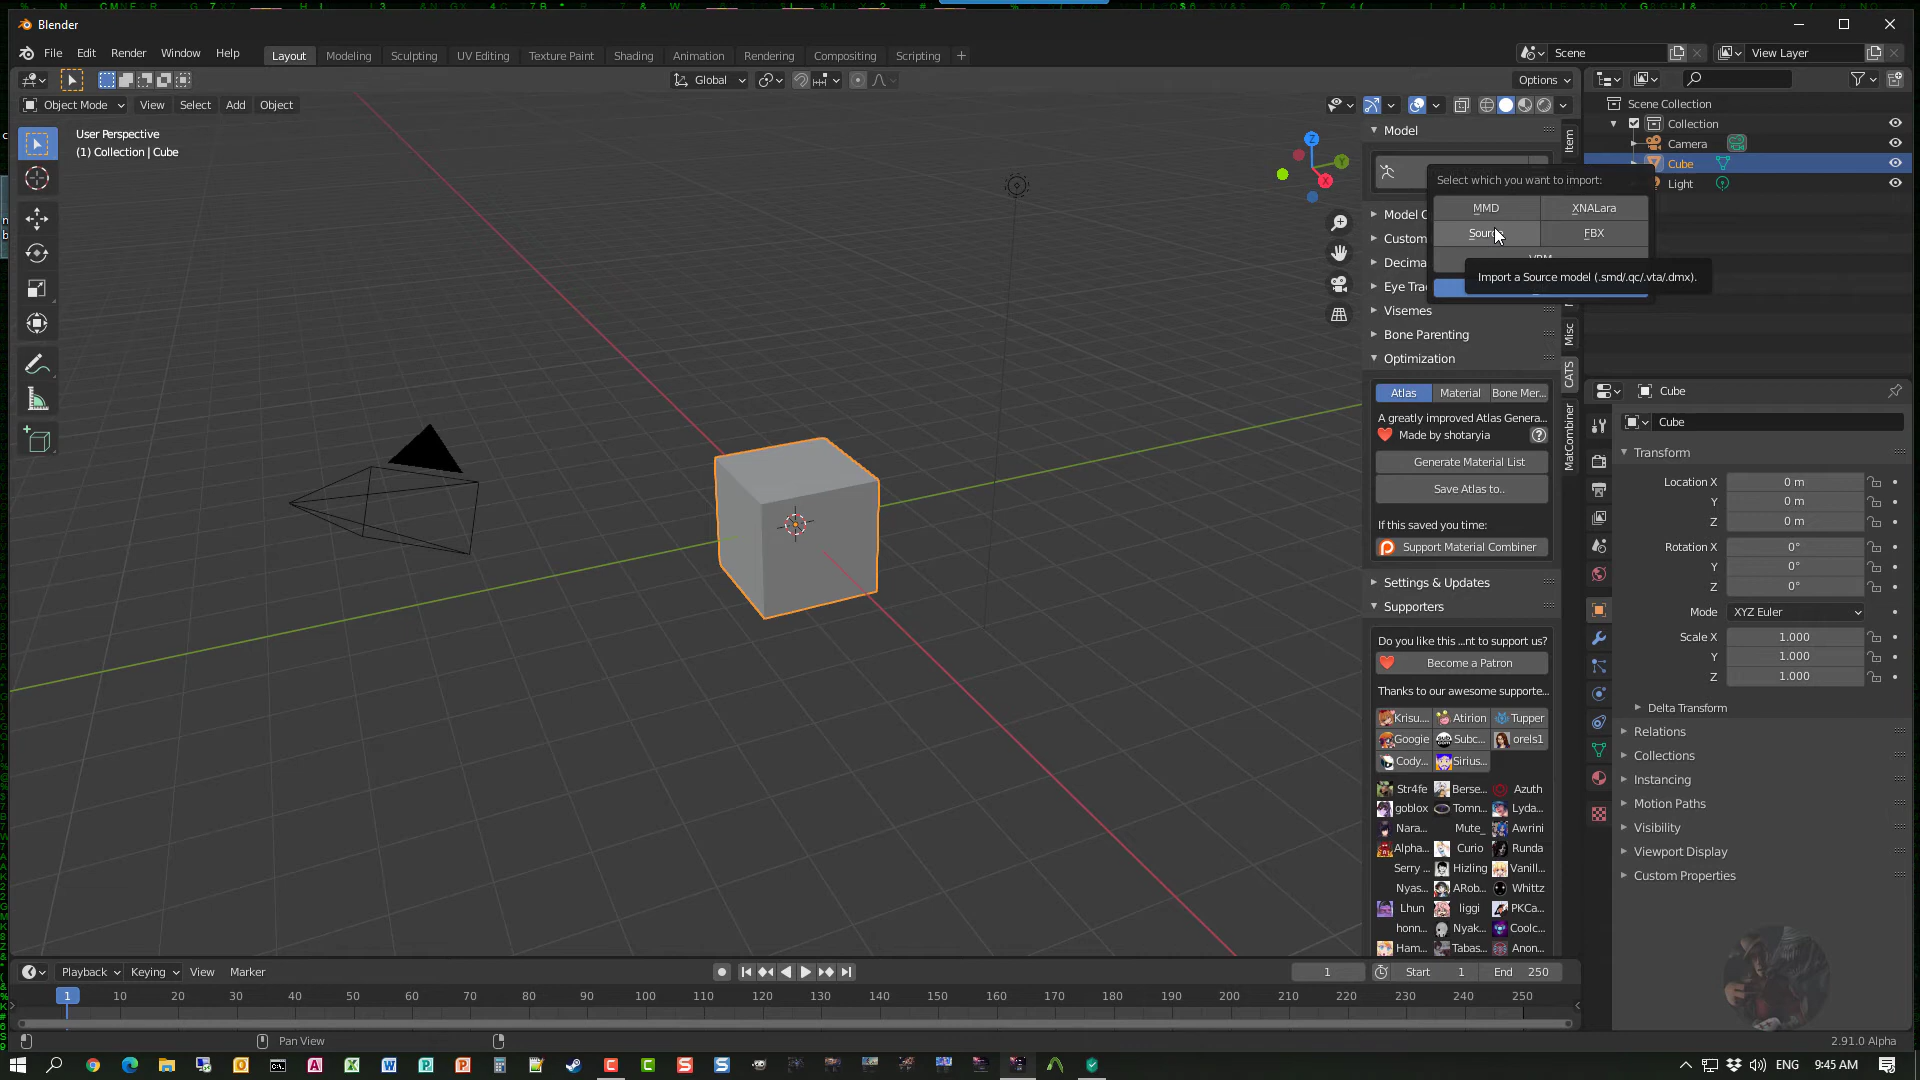 Blender
File Edit Render Window Help
Layout Modeling Sculpting UV Editing Texture Paint Shading Animation Rendering Compositing Scripting +
Scene View Layer
Global Options
Object Mode View Select Add Object
User Perspective
(1) Collection | Cube
Z
Y
X
Model
Select which you want to import:
MMD XNALara
Source FBX
Import a Source model (.smd/.qc/.vta/.dmx).
Custom
Decima
Eye Tra
Visemes
Bone Parenting
Optimization
Atlas Material Bone Mer...
A greatly improved Atlas Genera...
Made by shotaryia ?
Generate Material List
Save Atlas to..
If this saved you time:
Support Material Combiner
Settings & Updates
Supporters
Do you like this ...nt to support us?
Become a Patron
Thanks to our awesome supporte...
Krisu.... Atirion Tupper
Googie Subc... orels1
Cody... Sirius...
Str4fe Berse... Azuth
goblox Tomn... Lyda...
Nara... Mute_ Awrini
Alpha... Curio Runda
Serry ... Hizling Vanill...
Nyas... ARob... Whittz
Lhun liggi PKCa...
honn... Nyak... Coolc...
Ham... Tabas... Anon...
Item
Misc
CATS
MatCombiner
Scene Collection
Collection
Camera
Cube
Light
Cube
Cube
Transform
Location X 0 m
Y 0 m
Z 0 m
Rotation X 0°
Y 0°
Z 0°
Mode XYZ Euler
Scale X 1.000
Y 1.000
Z 1.000
Delta Transform
Relations
Collections
Instancing
Motion Paths
Visibility
Viewport Display
Custom Properties
Playback Keying View Marker
1 Start 1 End 250
1 10 20 30 40 50 60 70 80 90 100 110 120 130 140 150 160 170 180 190 200 210 220 230 240 250
Pan View
2.91.0 Alpha
ENG 9:45 AM